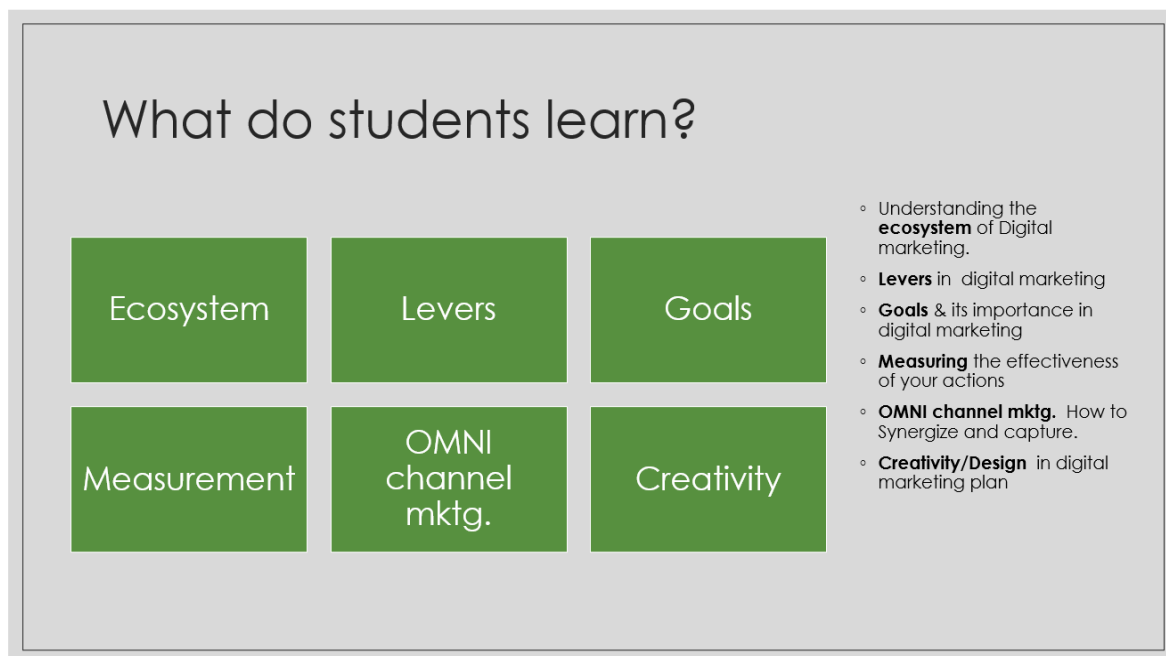 What do students learn?
Ecosystem
Levers
Goals
Measurement
OMNI
channel
mktg.
Creativity
◦ Understanding the
ecosystem of Digital
marketing.
◦ Levers in  digital marketing
◦ Goals & its importance in
digital marketing
◦ Measuring the effectiveness
of your actions
◦ OMNI channel mktg.  How to
Synergize and capture.
◦ Creativity/Design  in digital
marketing plan